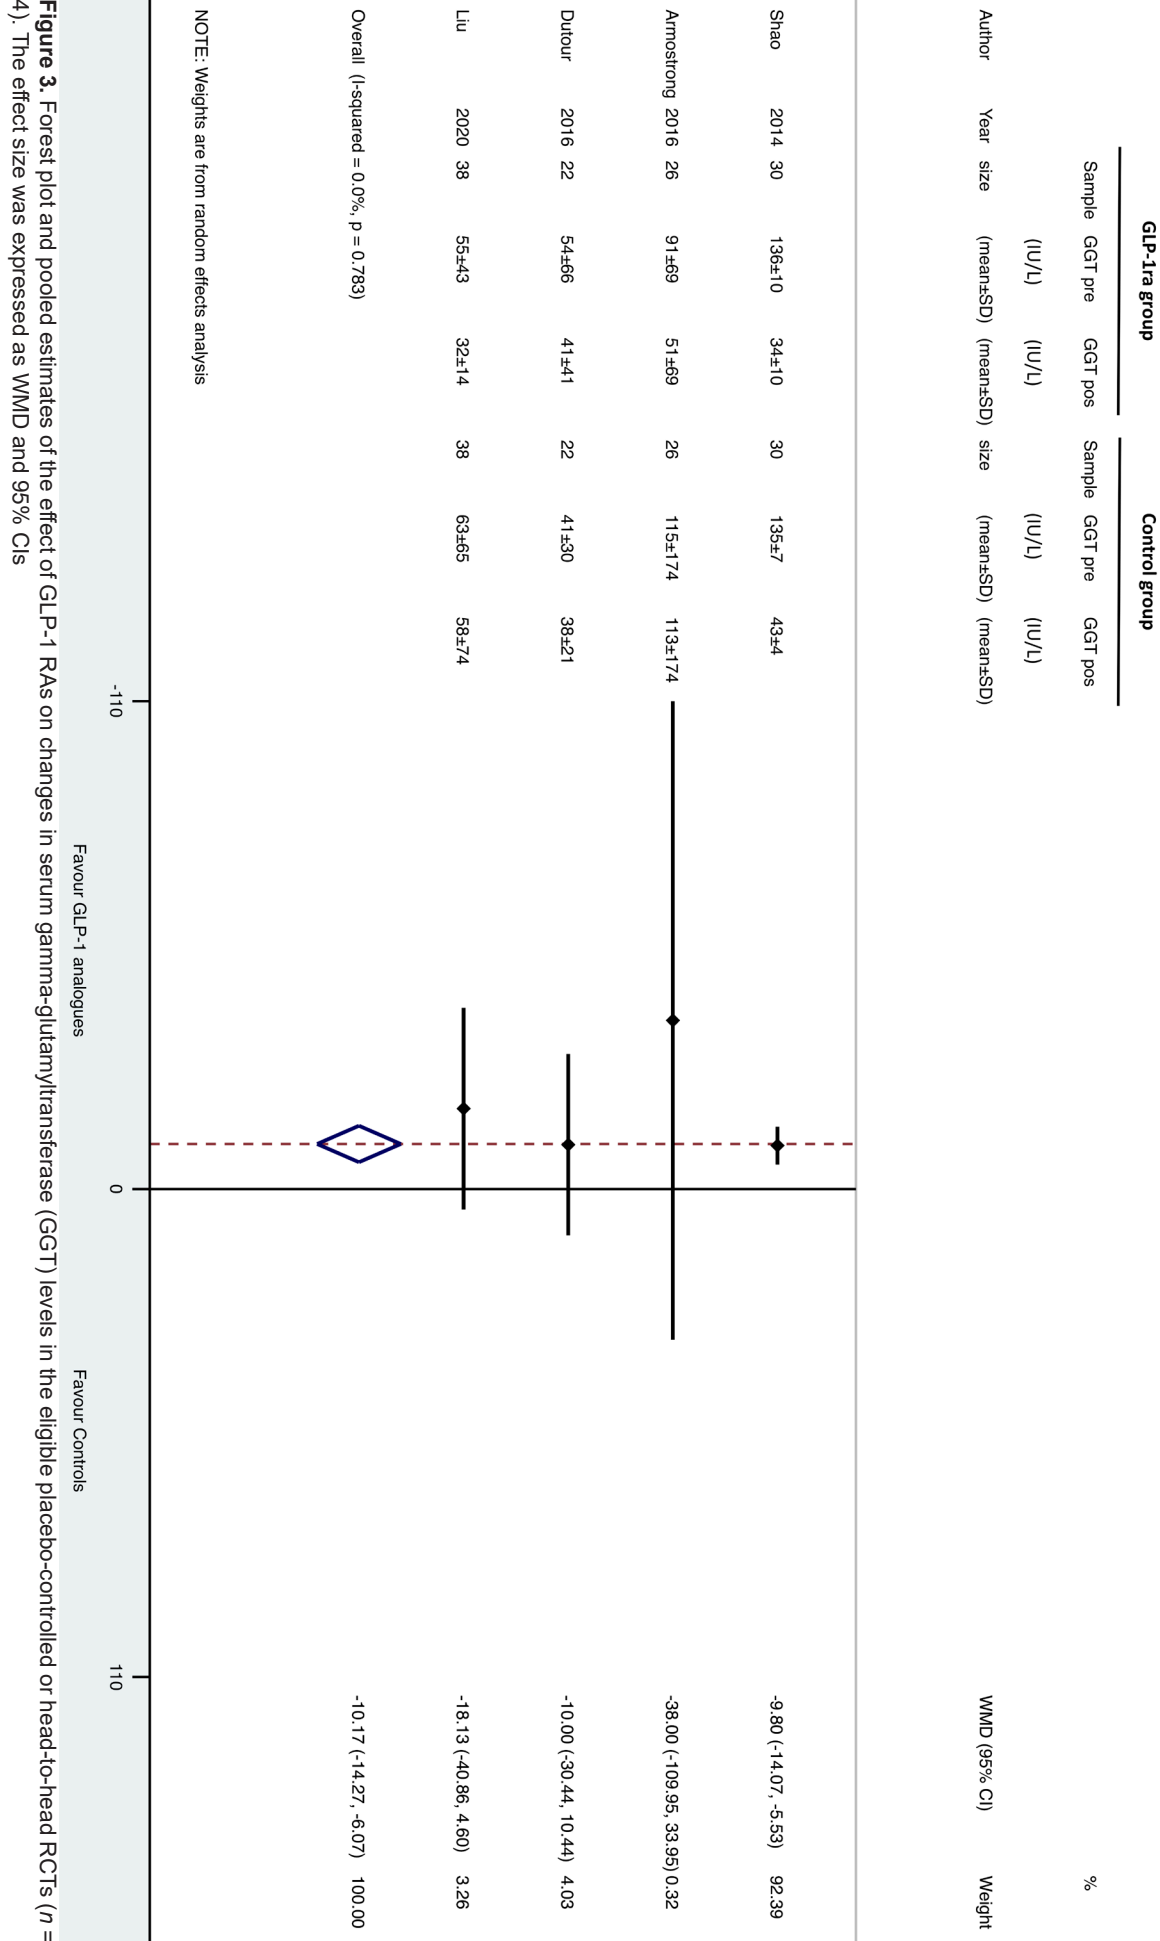 GLP-1ra group Control group
Sample GGT pre GGT pos Sample GGT pre GGT pos %
(IU/L) (IU/L) (IU/L) (IU/L)
Author Year size (mean±SD) (mean±SD) size (mean±SD) (mean±SD) WMD (95% CI) Weight
Shao 2014 30 136±10 34±10 30 135±7 43±4 -9.80 (-14.07, -5.53) 92.39
Armostrong 2016 26 91±69 51±69 26 115±174 113±174 -38.00 (-109.95, 33.95) 0.32
Dutour 2016 22 54±66 41±41 22 41±30 38±21 -10.00 (-30.44, 10.44) 4.03
Liu 2020 38 55±43 32±14 38 63±65 58±74 -18.13 (-40.86, 4.60) 3.26
Overall (I-squared = 0.0%, p = 0.783) -10.17 (-14.27, -6.07) 100.00
NOTE: Weights are from random effects analysis
-110 0 110
Favour GLP-1 analogues Favour Controls
Figure 3. Forest plot and pooled estimates of the effect of GLP-1 RAs on changes in serum gamma-glutamyltransferase (GGT) levels in the eligible placebo-controlled or head-to-head RCTs (n =
4). The effect size was expressed as WMD and 95% CIs